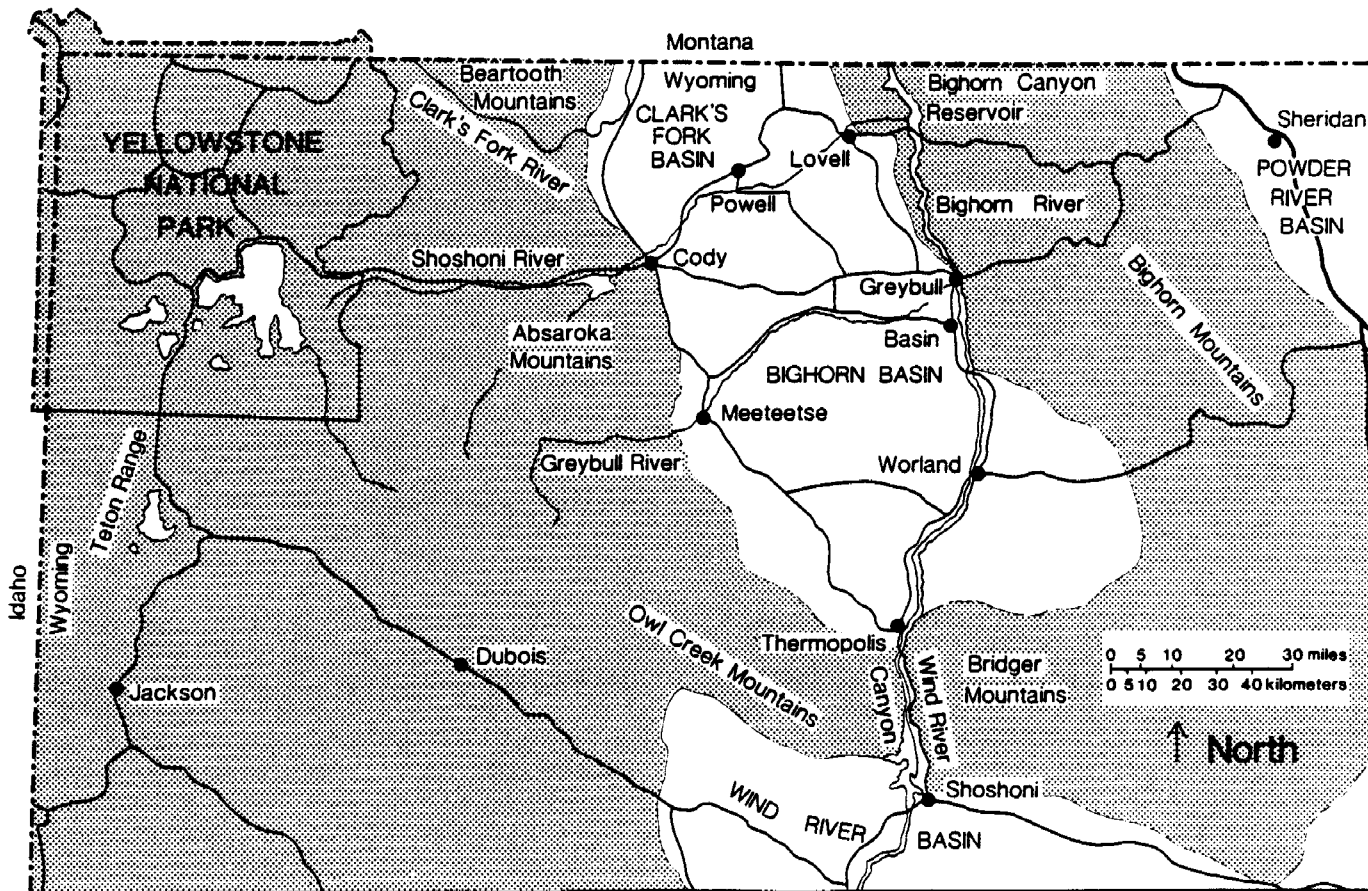 Montana
Beartooth
Mountains
Wyoming
CLARK'S
FORK
BASIN
Clark's Fork River
Bighorn Canyon
Reservoir
Sheridan
POWDER
RIVER
BASIN
YELLOWSTONE
NATIONAL
PARK
Lovell
Powell
Bighorn River
Shoshoni River
Cody
Greybull
Bighorn Mountains
Absaroka
Mountains
Basin
BIGHORN BASIN
Meeteetse
Greybull River
Worland
Teton Range
Idaho
Wyoming
Owl Creek Mountains
Thermopolis
Dubois
Jackson
Wind River
Canyon
Bridger
Mountains
0 5 10 20 30 miles
0 5 10 20 30 40 kilometers
↑ North
Shoshoni
WIND RIVER BASIN